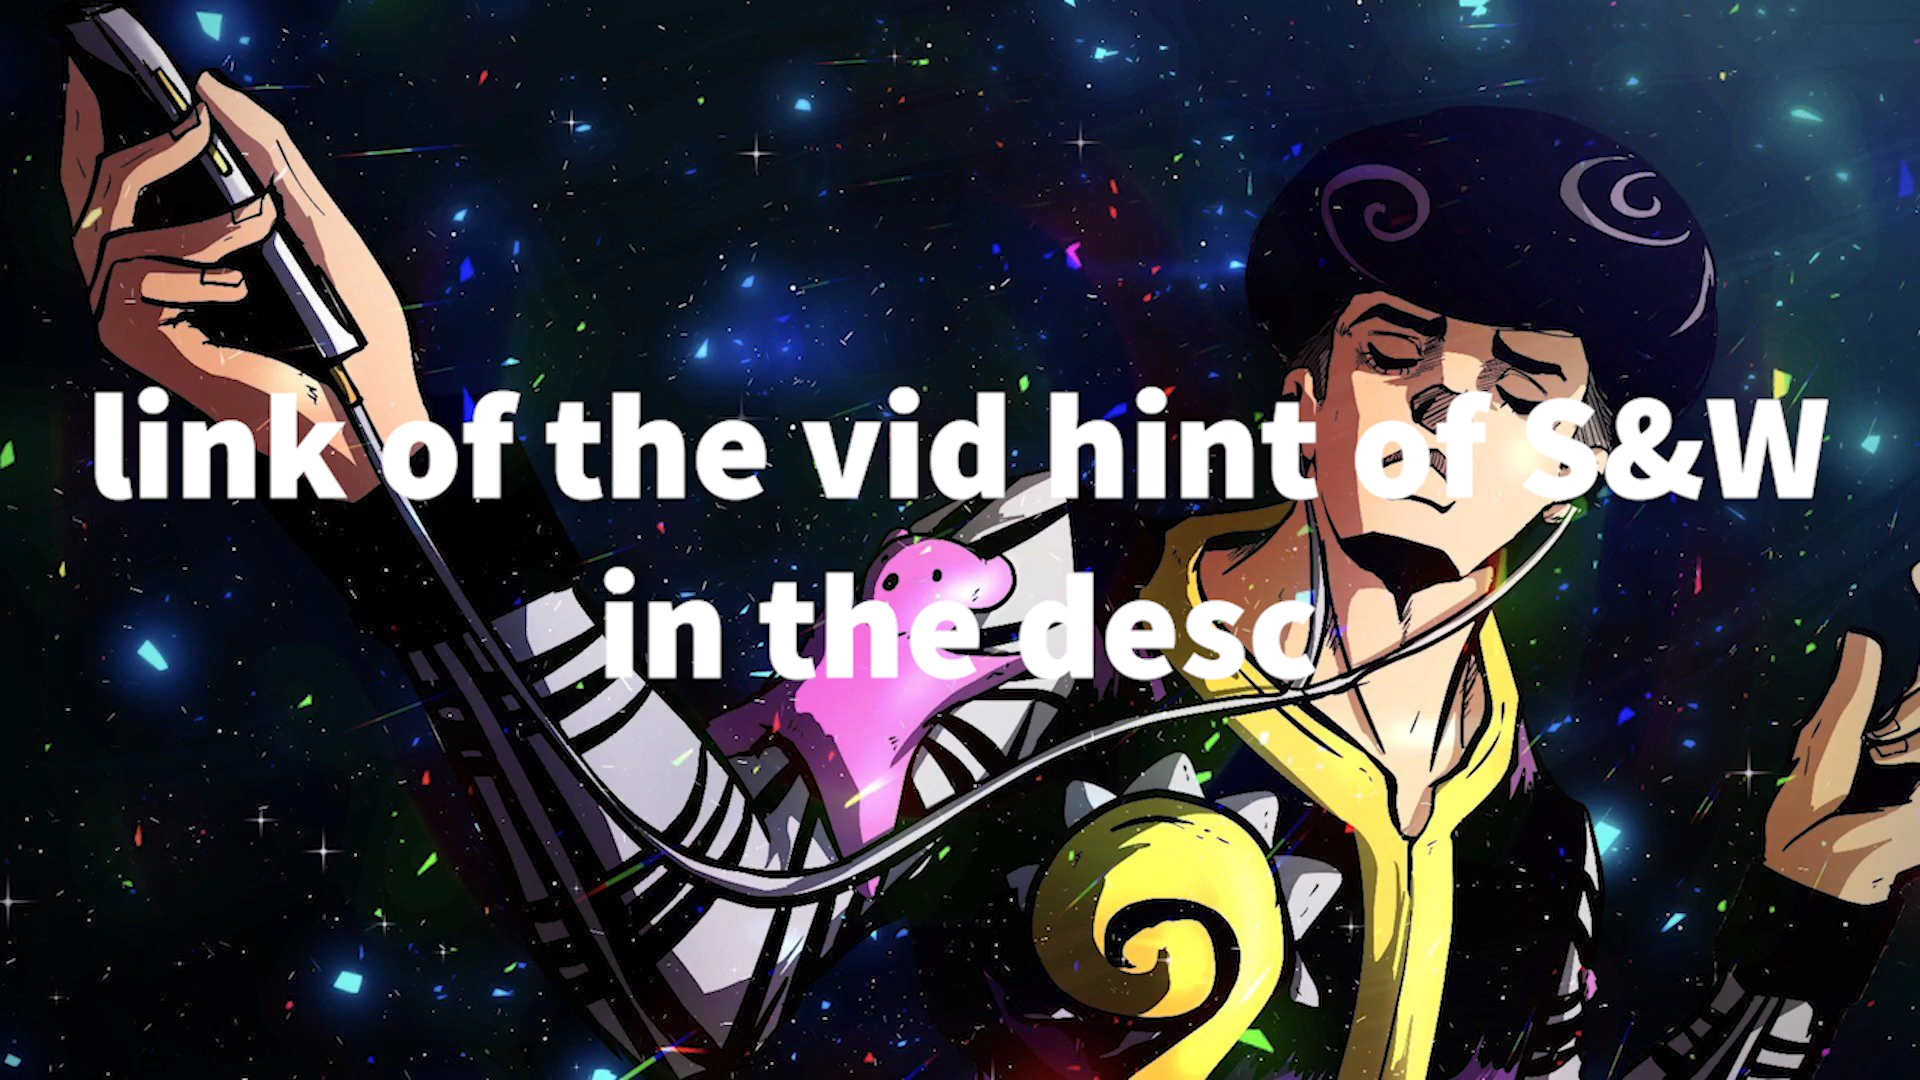 link of the vid hint of S&W
in the desc